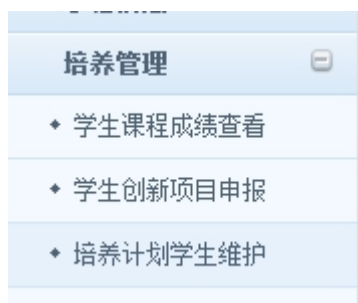 培养管理
学生课程成绩查看
学生创新项目申报
培养计划学生维护